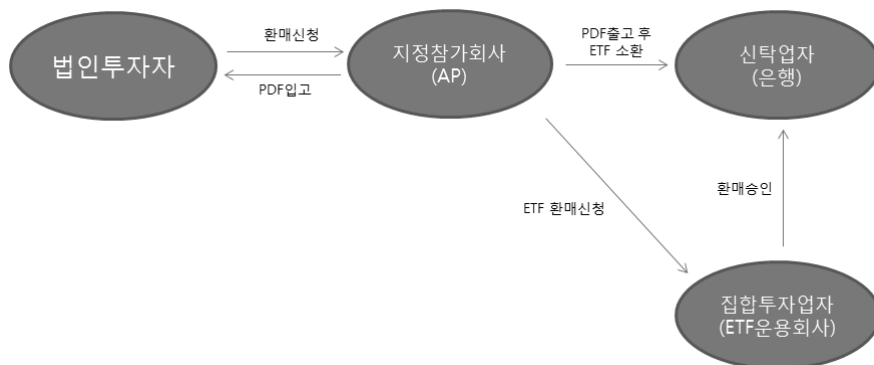 환매신청
PDF출고 후
ETF 소환
법인투자자
지정참가회사
(AP)
신탁업자
(은행)
PDF입고
ETF 환매신청
환매승인
집합투자업자
(ETF운용회사)